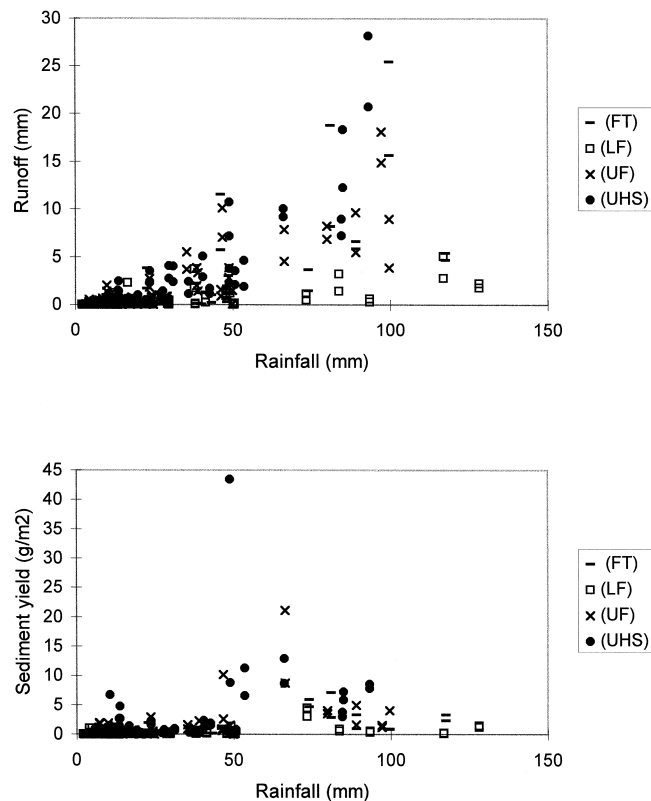 30
25
20
15
10
5
0
Runoff (mm)
0 50 100 150
Rainfall (mm)
(FT)
(LF)
(UF)
(UHS)
45
40
35
30
25
20
15
10
5
0
Sediment yield (g/m2)
0 50 100 150
Rainfall (mm)
(FT)
(LF)
(UF)
(UHS)